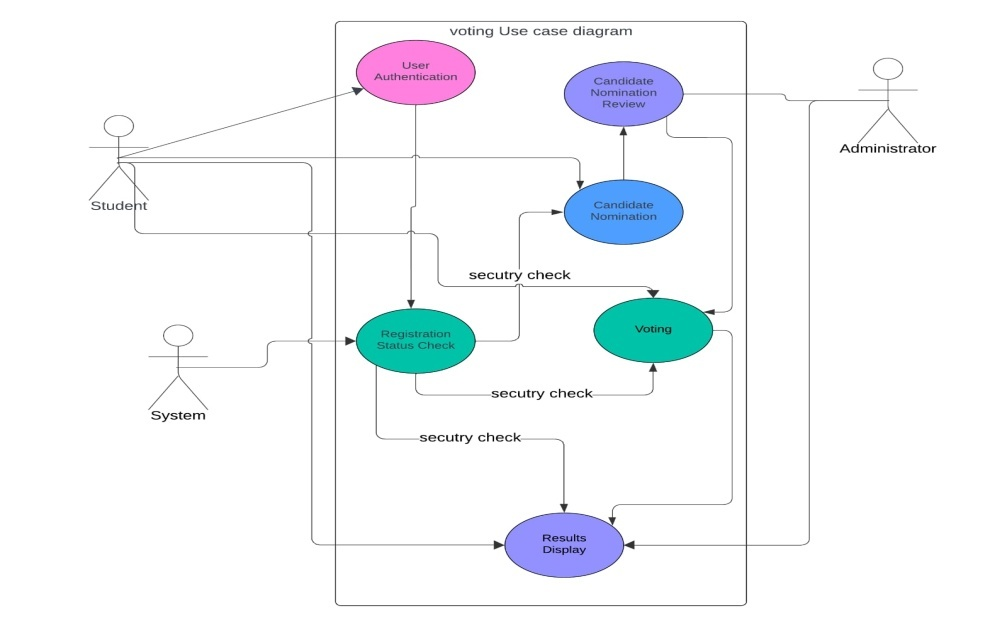 voting Use case diagram
User
Authentication
Candidate
Nomination
Review
Administrator
Student
Candidate
Nomination
secutry check
Registration
Status Check
Voting
System
secutry check
secutry check
Results
Display